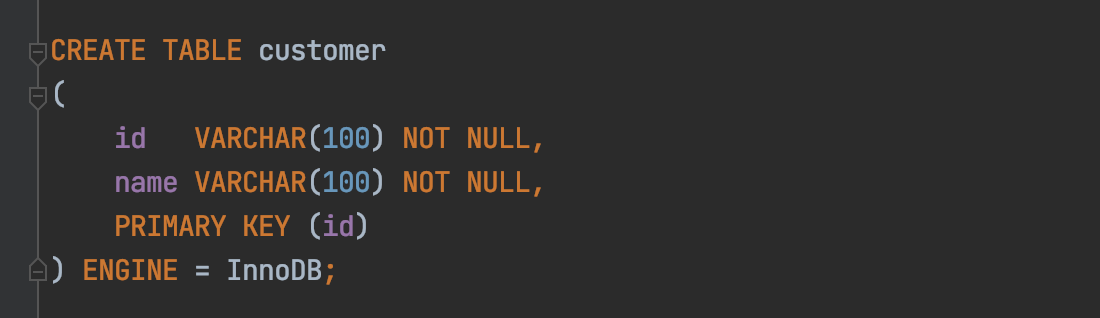 CREATE TABLE customer
(
    id   VARCHAR(100) NOT NULL,
    name VARCHAR(100) NOT NULL,
    PRIMARY KEY (id)
) ENGINE = InnoDB;